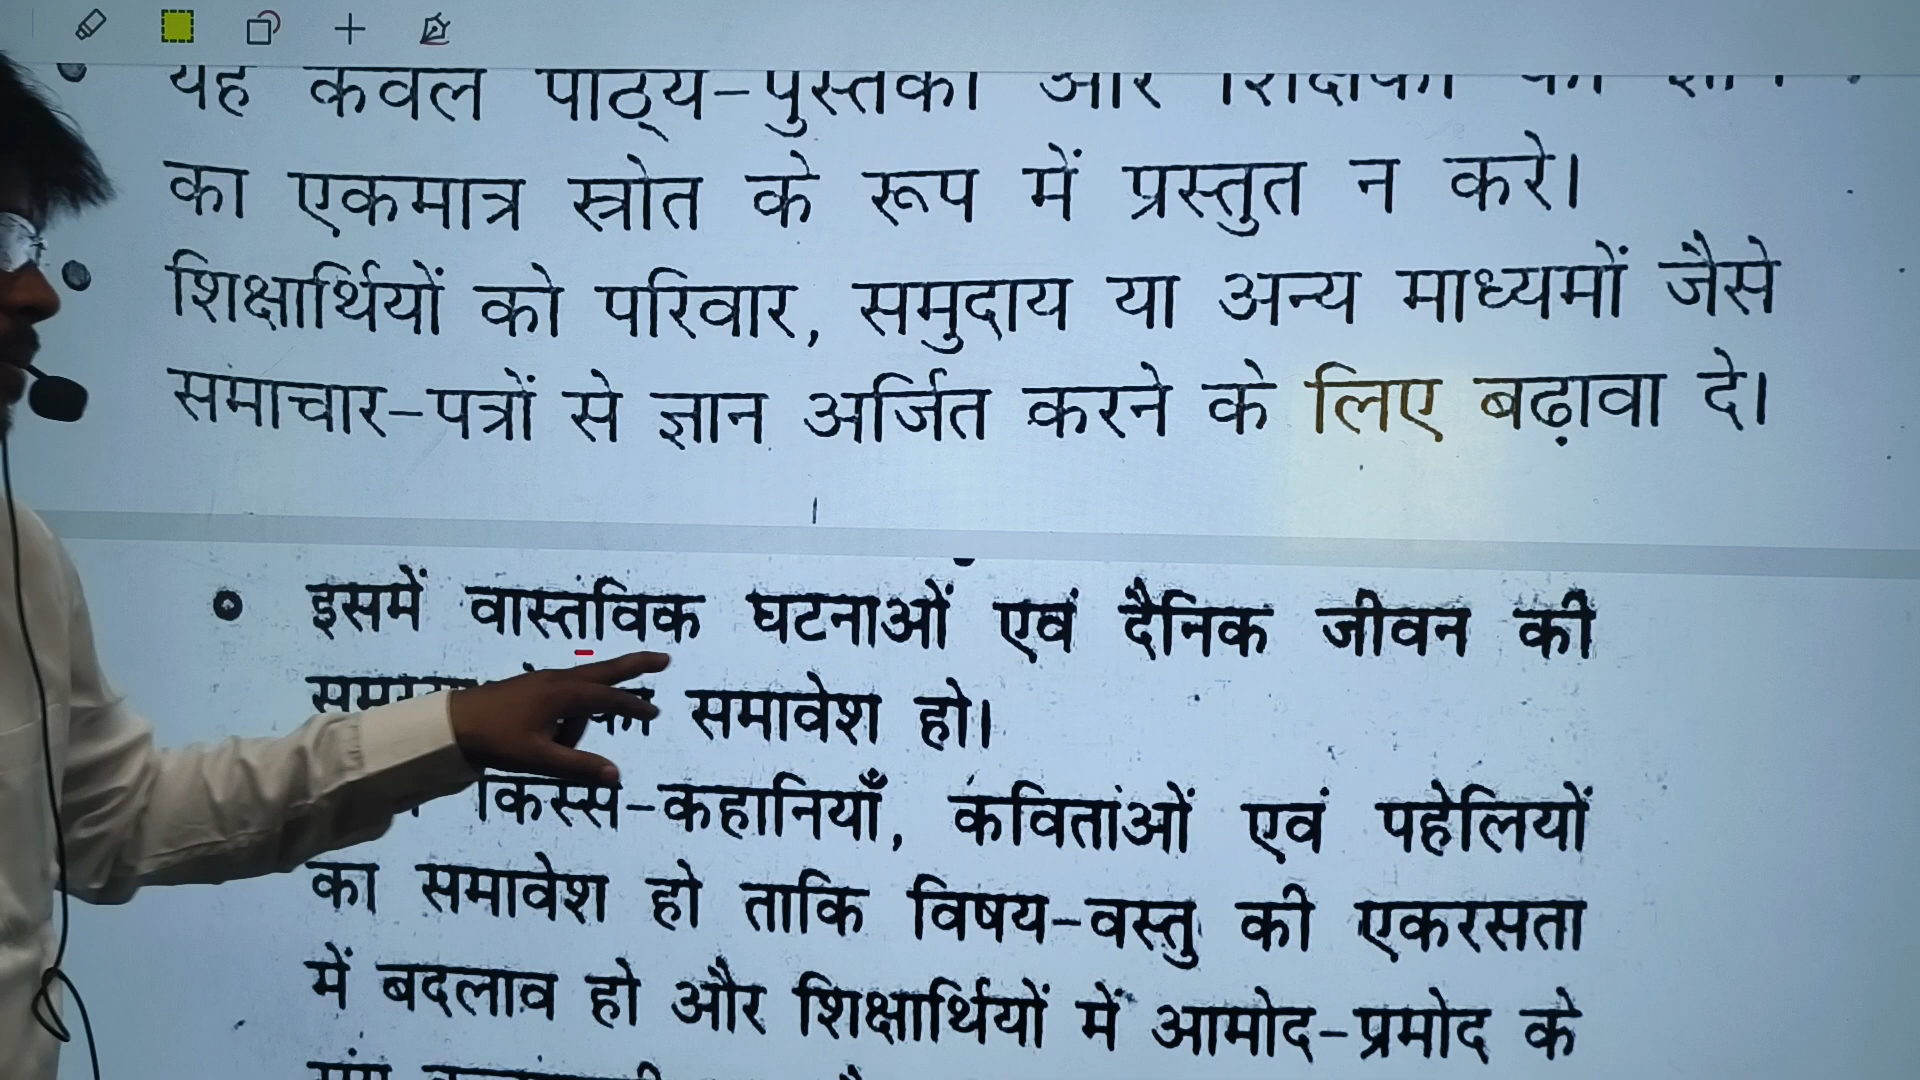 यह केवल पाठ्य-पुस्तकों और
का एकमात्र स्त्रोत के रूप में प्रस्तुत न करे।
शिक्षार्थियों को परिवार, समुदाय या अन्य माध्यमों जैसे
समाचार-पत्रों से ज्ञान अर्जित करने के लिए बढ़ावा दे।
इसमें वास्तविक घटनाओं एवं दैनिक जीवन की
समावेश हो।
किस्से-कहानियाँ, कविताओं एवं पहेलियों
का समावेश हो ताकि विषय-वस्तु की एकरसता
में बदलाव हो और शिक्षार्थियों में आमोद-प्रमोद के